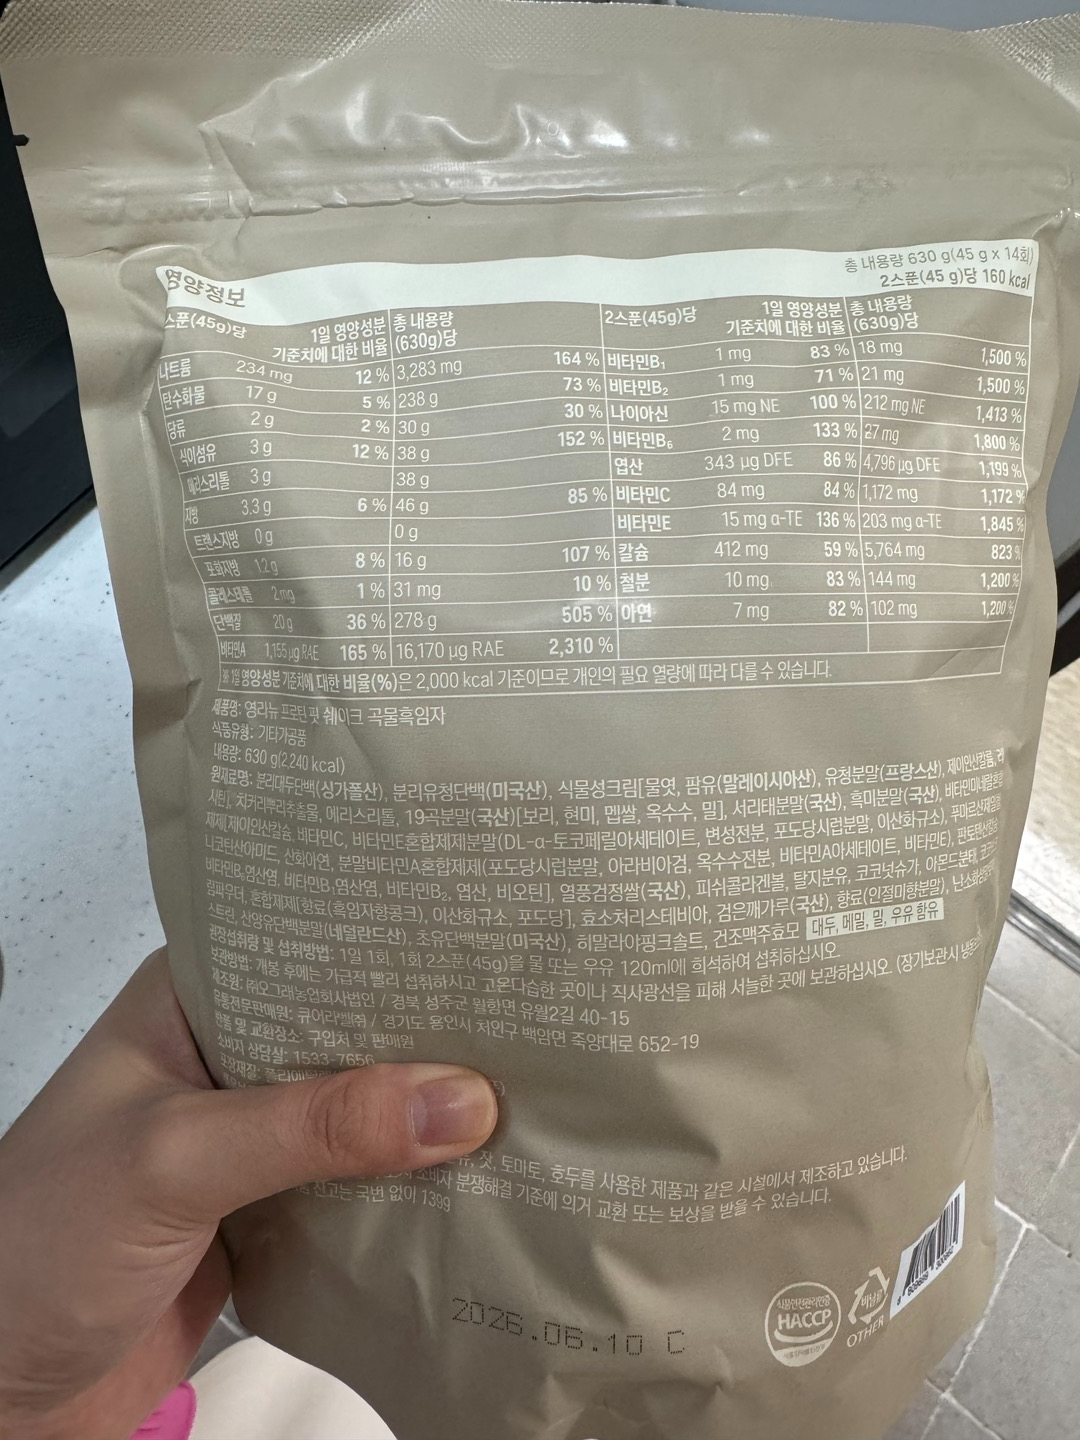 영양정보
총 내용량 630 g(45 g x 14회)
2스푼(45 g)당 160 kcal
스푼(45g)당 1일 영양성분 기준치에 대한 비율 총 내용량 (630g)당
2스푼(45g)당 1일 영양성분 기준치에 대한 비율 총 내용량 (630g)당
나트륨 234 mg 12 % 3,283 mg 164 %
탄수화물 17 g 5 % 238 g 73 %
당류 2 g 2 % 30 g 30 %
식이섬유 3 g 12 % 38 g 152 %
에리스리톨 3 g 38 g
지방 3.3 g 6 % 46 g 85 %
트랜스지방 0 g 0 g
포화지방 1.2 g 8 % 16 g 107 %
콜레스테롤 2 mg 1 % 31 mg 10 %
단백질 20 g 36 % 278 g 505 %
비타민A 1,155 µg RAE 165 % 16,170 µg RAE 2,310 %
비타민B₁ 1 mg 83 % 18 mg 1,500 %
비타민B₂ 1 mg 71 % 21 mg 1,500 %
나이아신 15 mg NE 100 % 212 mg NE 1,413 %
비타민B₆ 2 mg 133 % 27 mg 1,800 %
엽산 343 µg DFE 86 % 4,796 µg DFE 1,199 %
비타민C 84 mg 84 % 1,172 mg 1,172 %
비타민E 15 mg α-TE 136 % 203 mg α-TE 1,845 %
칼슘 412 mg 59 % 5,764 mg 823 %
철분 10 mg 83 % 144 mg 1,200 %
아연 7 mg 82 % 102 mg 1,200 %
※ 1일 영양성분 기준치에 대한 비율(%)은 2,000 kcal 기준이므로 개인의 필요 열량에 따라 다를 수 있습니다.
제품명: 영리뉴 프로틴 핏 쉐이크 곡물흑임자
식품유형: 기타가공품
내용량: 630 g(2,240 kcal)
원재료명: 분리대두단백(싱가폴산), 분리유청단백(미국산), 식물성크림[물엿, 팜유(말레이시아산), 유청분말(프랑스산), 제이인산칼륨, 레
시틴], 치커리뿌리추출물, 에리스리톨, 19곡분말(국산)[보리, 현미, 멥쌀, 옥수수, 밀], 서리태분말(국산), 흑미분말(국산), 비타민미네랄혼합
제제[제이인산칼슘, 비타민C, 비타민E혼합제제분말(DL-α-토코페릴아세테이트, 변성전분, 포도당시럽분말, 이산화규소), 푸마르산제일철
니코틴산아미드, 산화아연, 분말비타민A혼합제제(포도당시럽분말, 아라비아검, 옥수수전분, 비타민A아세테이트, 비타민E), 판토텐산칼슘
비타민B₆염산염, 비타민B₁염산염, 비타민B₂, 엽산, 비오틴], 열풍검정쌀(국산), 피쉬콜라겐볼, 탈지분유, 코코넛슈가, 아몬드분태,
림파우더, 혼합제제[향료(흑임자향콩크), 이산화규소, 포도당], 효소처리스테비아, 검은깨가루(국산), 향료(인절미향분말), 난소화성
스트린, 산양유단백분말(네덜란드산), 초유단백분말(미국산), 히말라야핑크솔트, 건조맥주효모 대두, 메밀, 밀, 우유 함유
권장섭취량 및 섭취방법: 1일 1회, 1회 2스푼(45g)을 물 또는 우유 120ml에 희석하여 섭취하십시오
보관방법: 개봉 후에는 가급적 빨리 섭취하시고 고온다습한 곳이나 직사광선을 피해 서늘한 곳에 보관하십시오. (장기보관시
제조원: ㈜오그래농업회사법인 / 경북 성주군 월항면 유월2길 40-15
유통전문판매원: 큐어라벨㈜ / 경기도 용인시 처인구 백암면 죽양대로 652-19
반품 및 교환장소: 구입처 및 판매원
소비자 상담실: 1533-7656
포장재질: 폴리에틸렌
잣, 토마토, 호두를 사용한 제품과 같은 시설에서 제조하고 있습니다.
소비자 분쟁해결 기준에 의거 교환 또는 보상을 받을 수 있습니다.
신고는 국번 없이 1399
2026.06.10 C
HACCP
비닐류
OTHER